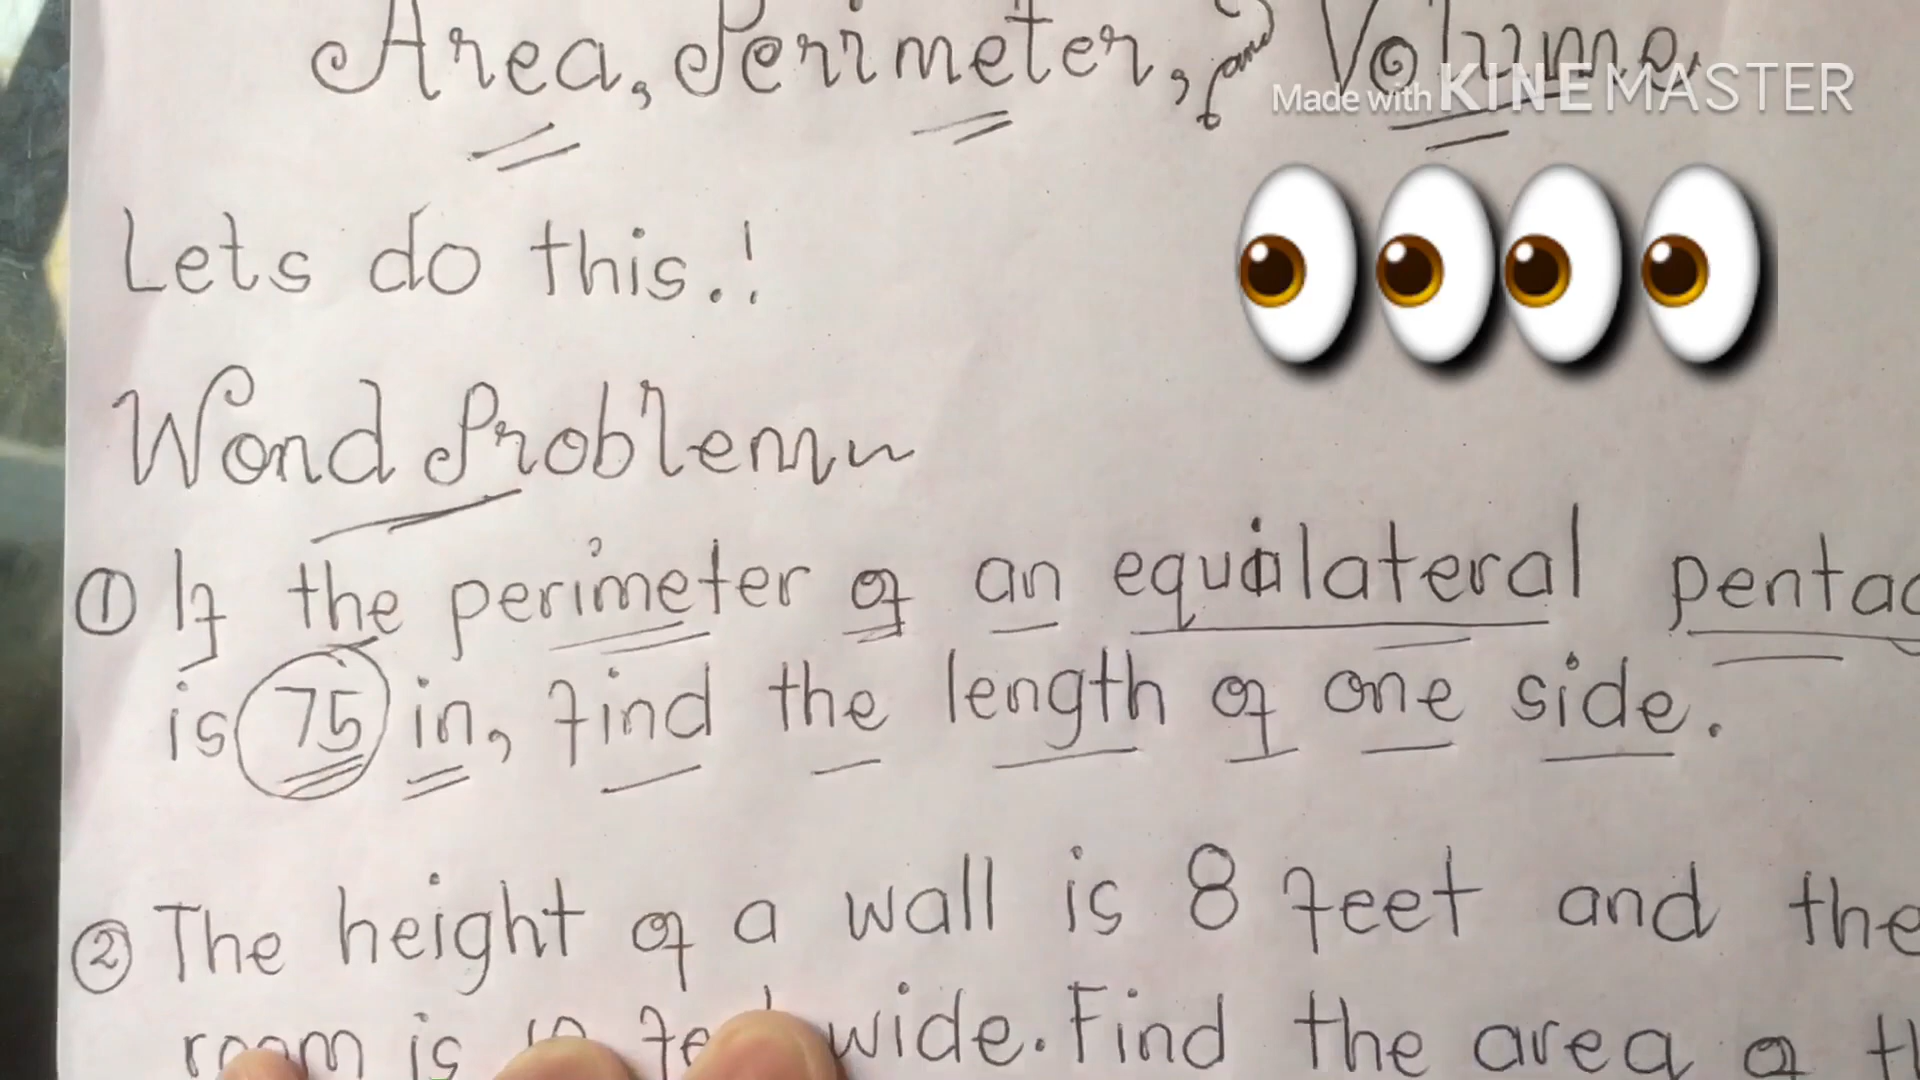 Area, Perimeter, and Volume
Made with KINEMASTER
Lets do this.!
Word Problem
① If the perimeter of an equilateral
is 75 in, find the length of one side.
② The height of a wall is 8 feet and the
room is wide. Find the area of